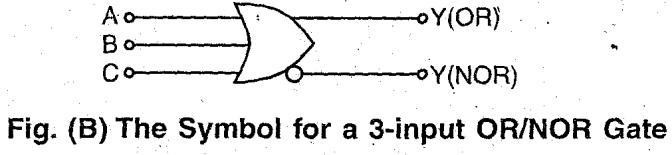 A Y(OR)
B
C Y(NOR)
Fig. (B) The Symbol for a 3-input OR/NOR Gate